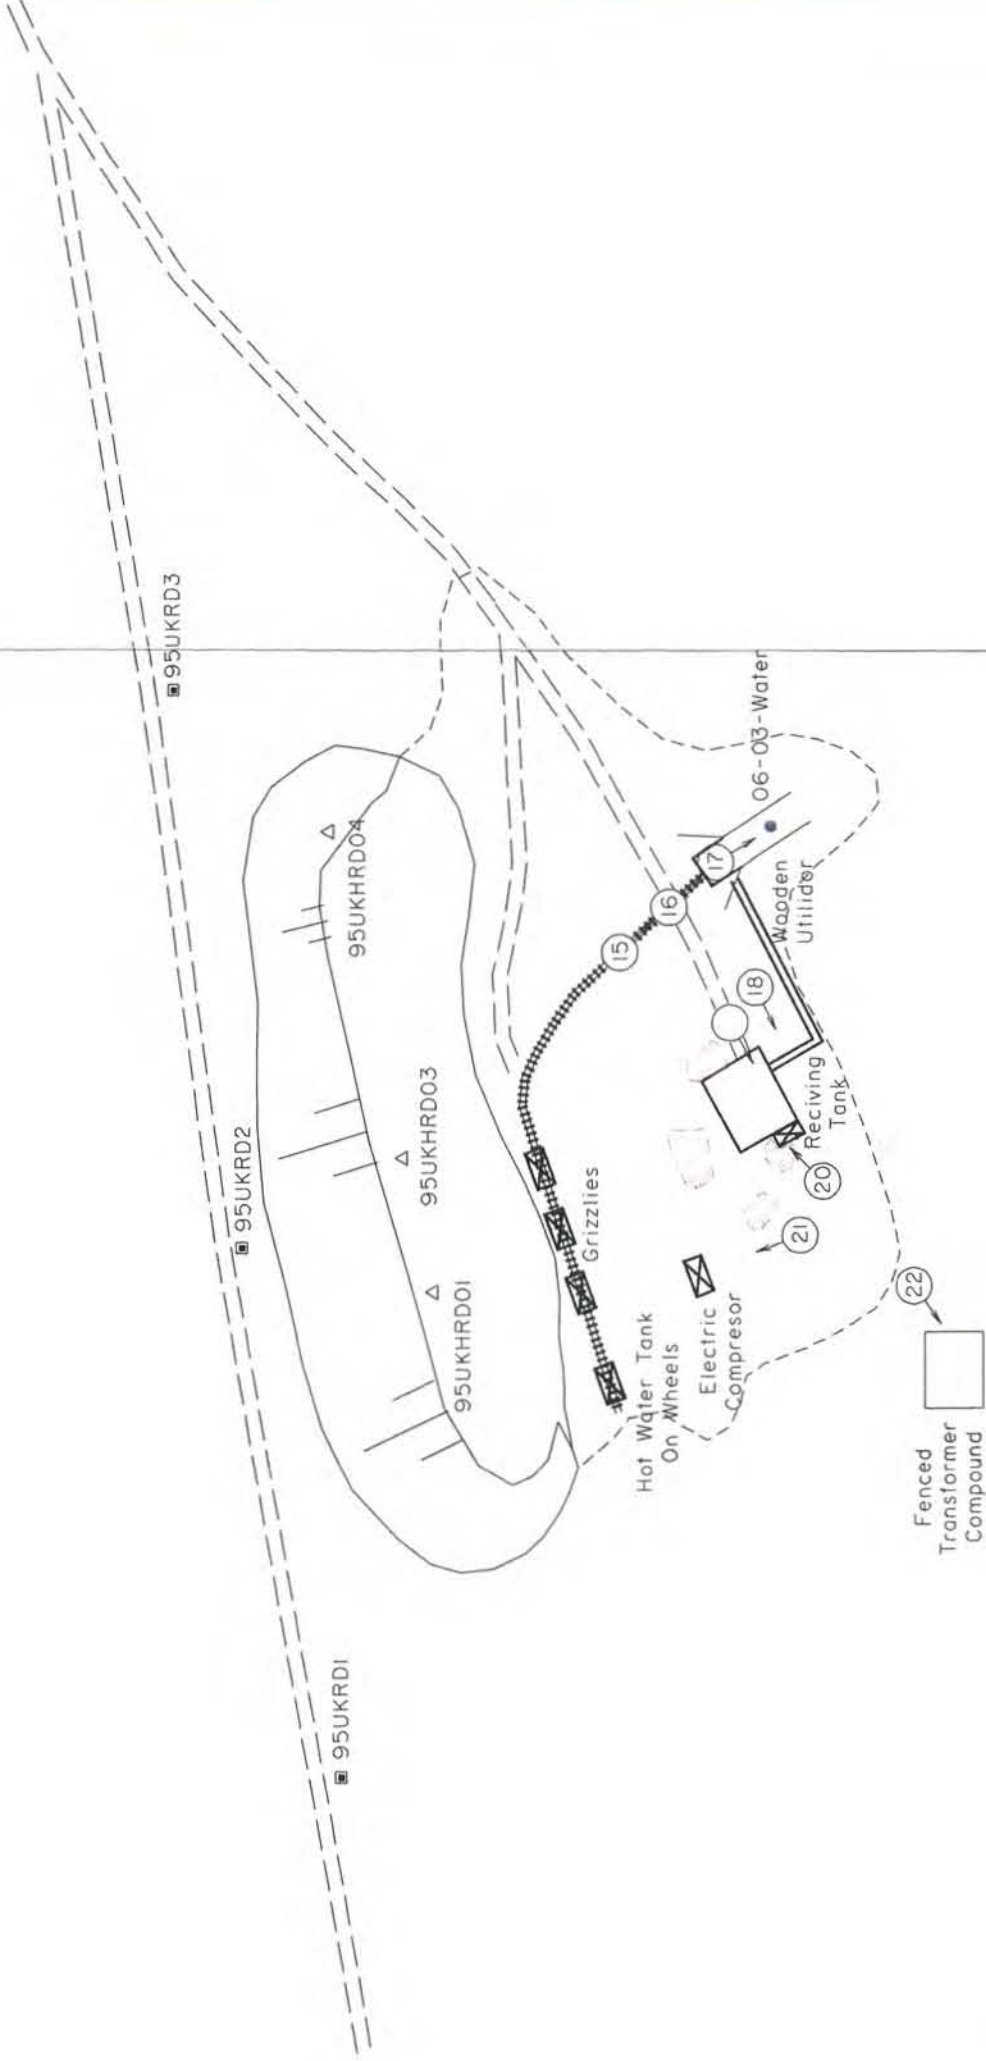 95UKRD3
95UKRD2
95UKRD1
95UKHRD04
95UKHRD03
95UKHRD01
06-03-Water
17
16
15
Wooden
Utilidor
18
Reciving
Tank
20
21
22
Grizzlies
Hot Water Tank
On Wheels
Electric
Compresor
Fenced
Transformer
Compound